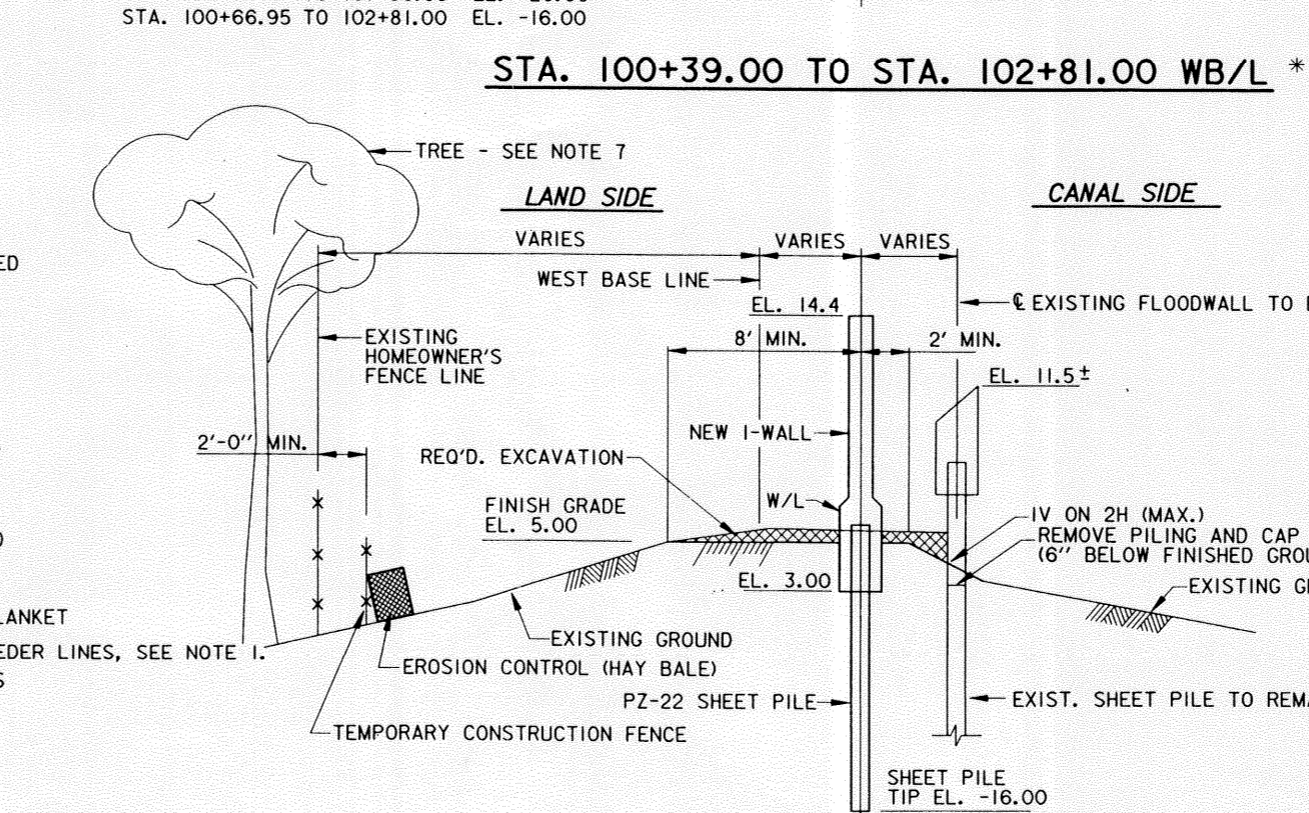 STA. 100+66.95 TO 102+81.00 EL. -16.00
STA. 100+39.00 TO STA. 102+81.00 WB/L *
TREE - SEE NOTE 7
LAND SIDE
CANAL SIDE
VARIES
VARIES
VARIES
WEST BASE LINE
EL. 14.4
℄ EXISTING FLOODWALL TO
8' MIN.
2' MIN.
EXISTING
HOMEOWNER'S
FENCE LINE
EL. 11.5±
2'-0" MIN.
NEW I-WALL
REQ'D. EXCAVATION
W/L
FINISH GRADE
EL. 5.00
1V ON 2H (MAX.)
REMOVE PILING AND CAP
(6" BELOW FINISHED
EL. 3.00
EXISTING
LANKET
EDER LINES, SEE NOTE 1.
EXISTING GROUND
EROSION CONTROL (HAY BALE)
PZ-22 SHEET PILE
EXIST. SHEET PILE TO
TEMPORARY CONSTRUCTION FENCE
SHEET PILE
TIP EL. -16.00